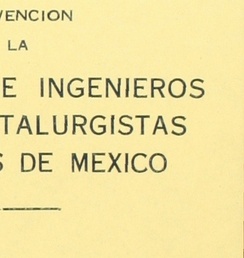 VENCION
LA
E INGENIEROS
TALURGISTAS
S DE MEXICO